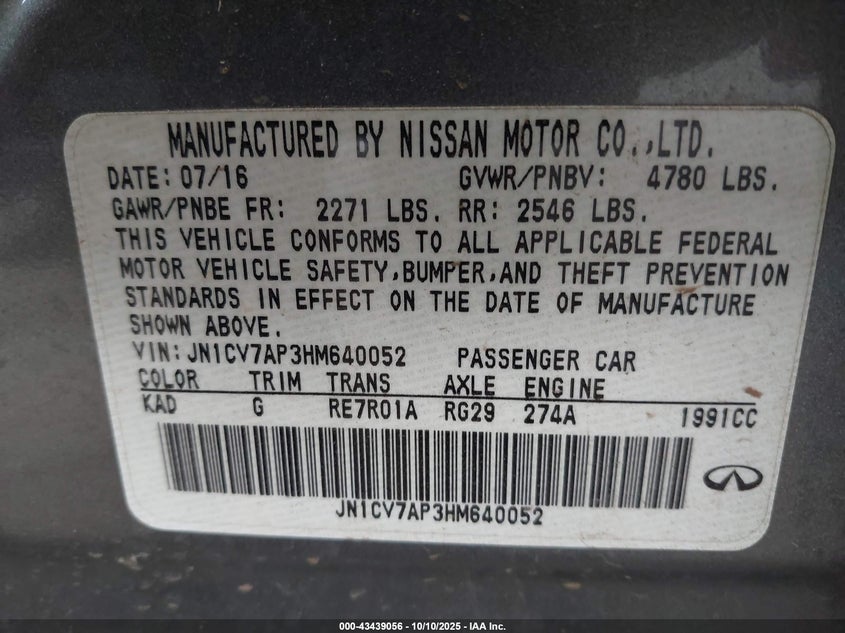 MANUFACTURED BY NISSAN MOTOR CO.,LTD.
DATE: 07/16 GVWR/PNBV: 4780 LBS.
GAWR/PNBE FR: 2271 LBS. RR: 2546 LBS.
THIS VEHICLE CONFORMS TO ALL APPLICABLE FEDERAL
MOTOR VEHICLE SAFETY,BUMPER,AND THEFT PREVENTION
STANDARDS IN EFFECT ON THE DATE OF MANUFACTURE
SHOWN ABOVE.
VIN: JN1CV7AP3HM640052 PASSENGER CAR
COLOR TRIM TRANS AXLE ENGINE
KAD G RE7R01A RG29 274A 1991CC
JN1CV7AP3HM640052
000-43439056 - 10/10/2025 - IAA Inc.